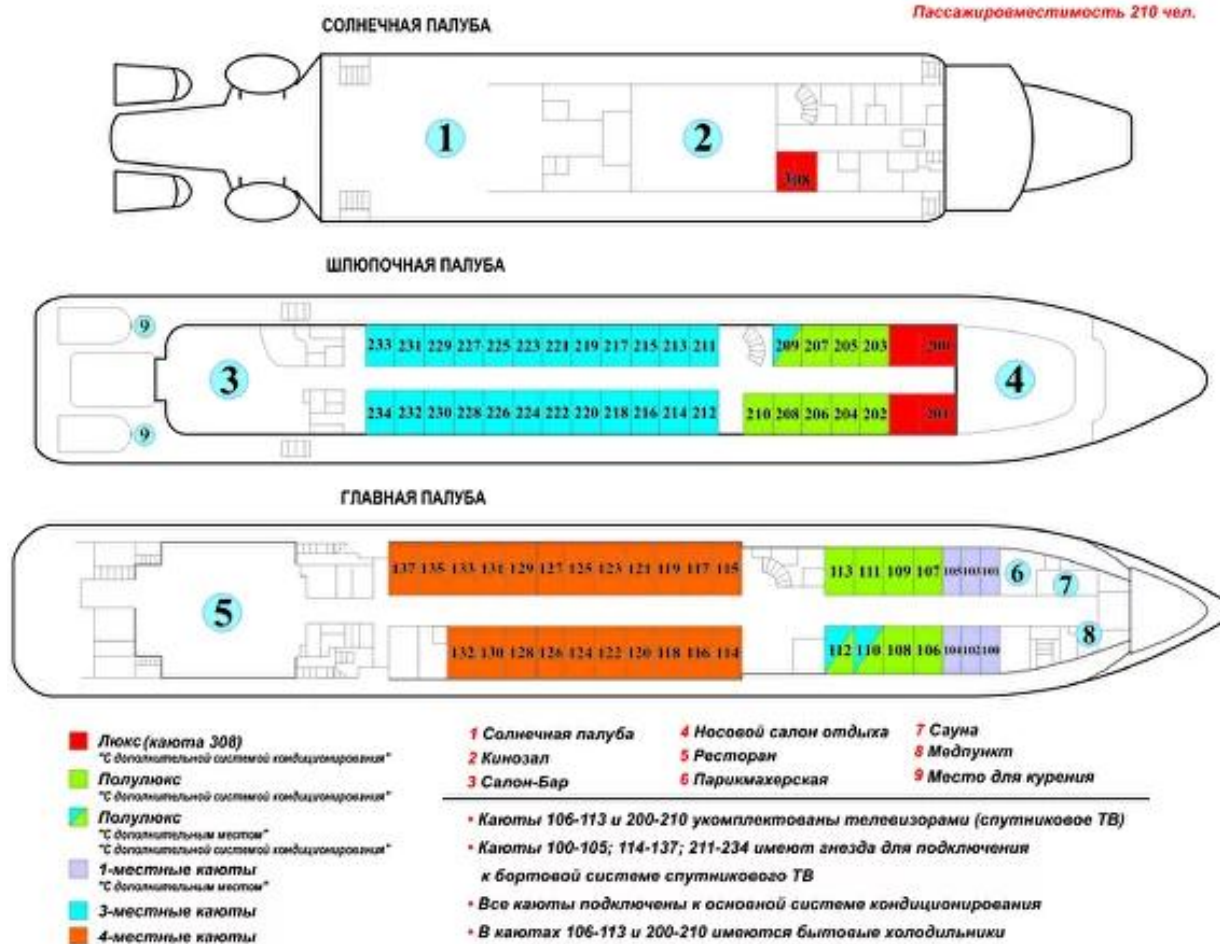 Пассажировместимость 210 чел.
СОЛНЕЧНАЯ ПАЛУБА
1
2
308
ШЛЮПОЧНАЯ ПАЛУБА
9
233 231 229 227 225 223 221 219 217 215 213 211 209 207 205 203 200
3
4
234 232 230 228 226 224 222 220 218 216 214 212 210 208 206 204 202 201
9
ГЛАВНАЯ ПАЛУБА
137 135 133 131 129 127 125 123 121 119 117 115 113 111 109 107 105 103 101 6
7
5
132 130 128 126 124 122 120 118 116 114 112 110 108 106 104 102 100 8
Люкс (каюта 308)
"С дополнительной системой кондиционирования"
Полулюкс
"С дополнительной системой кондиционирования"
Полулюкс
"С дополнительным местом"
"С дополнительной системой кондиционирования"
1-местные каюты
"С дополнительным местом"
3-местные каюты
4-местные каюты
1 Солнечная палуба
2 Кинозал
3 Салон-Бар
4 Носовой салон отдыха
5 Ресторан
6 Парикмахерская
7 Сауна
8 Медпункт
9 Место для курения
• Каюты 106-113 и 200-210 укомплектованы телевизорами (спутниковое ТВ)
• Каюты 100-105; 114-137; 211-234 имеют гнезда для подключения
к бортовой системе спутникового ТВ
• Все каюты подключены к основной системе кондиционирования
• В каютах 106-113 и 200-210 имеются бытовые холодильники